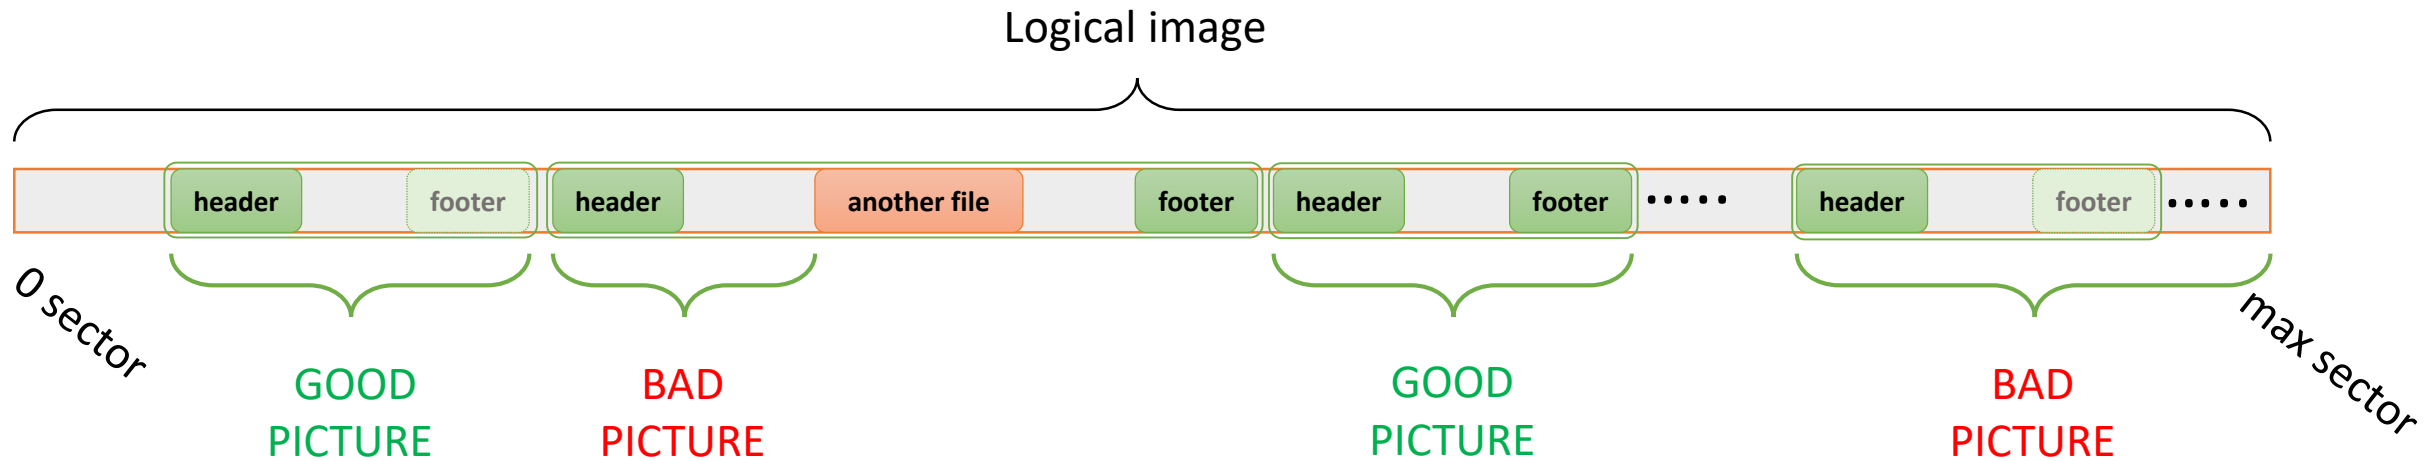 Logical image
header
footer
header
another file
footer
header
footer
.....
header
footer
.....
0 sector
max sector
GOOD
PICTURE
BAD
PICTURE
GOOD
PICTURE
BAD
PICTURE